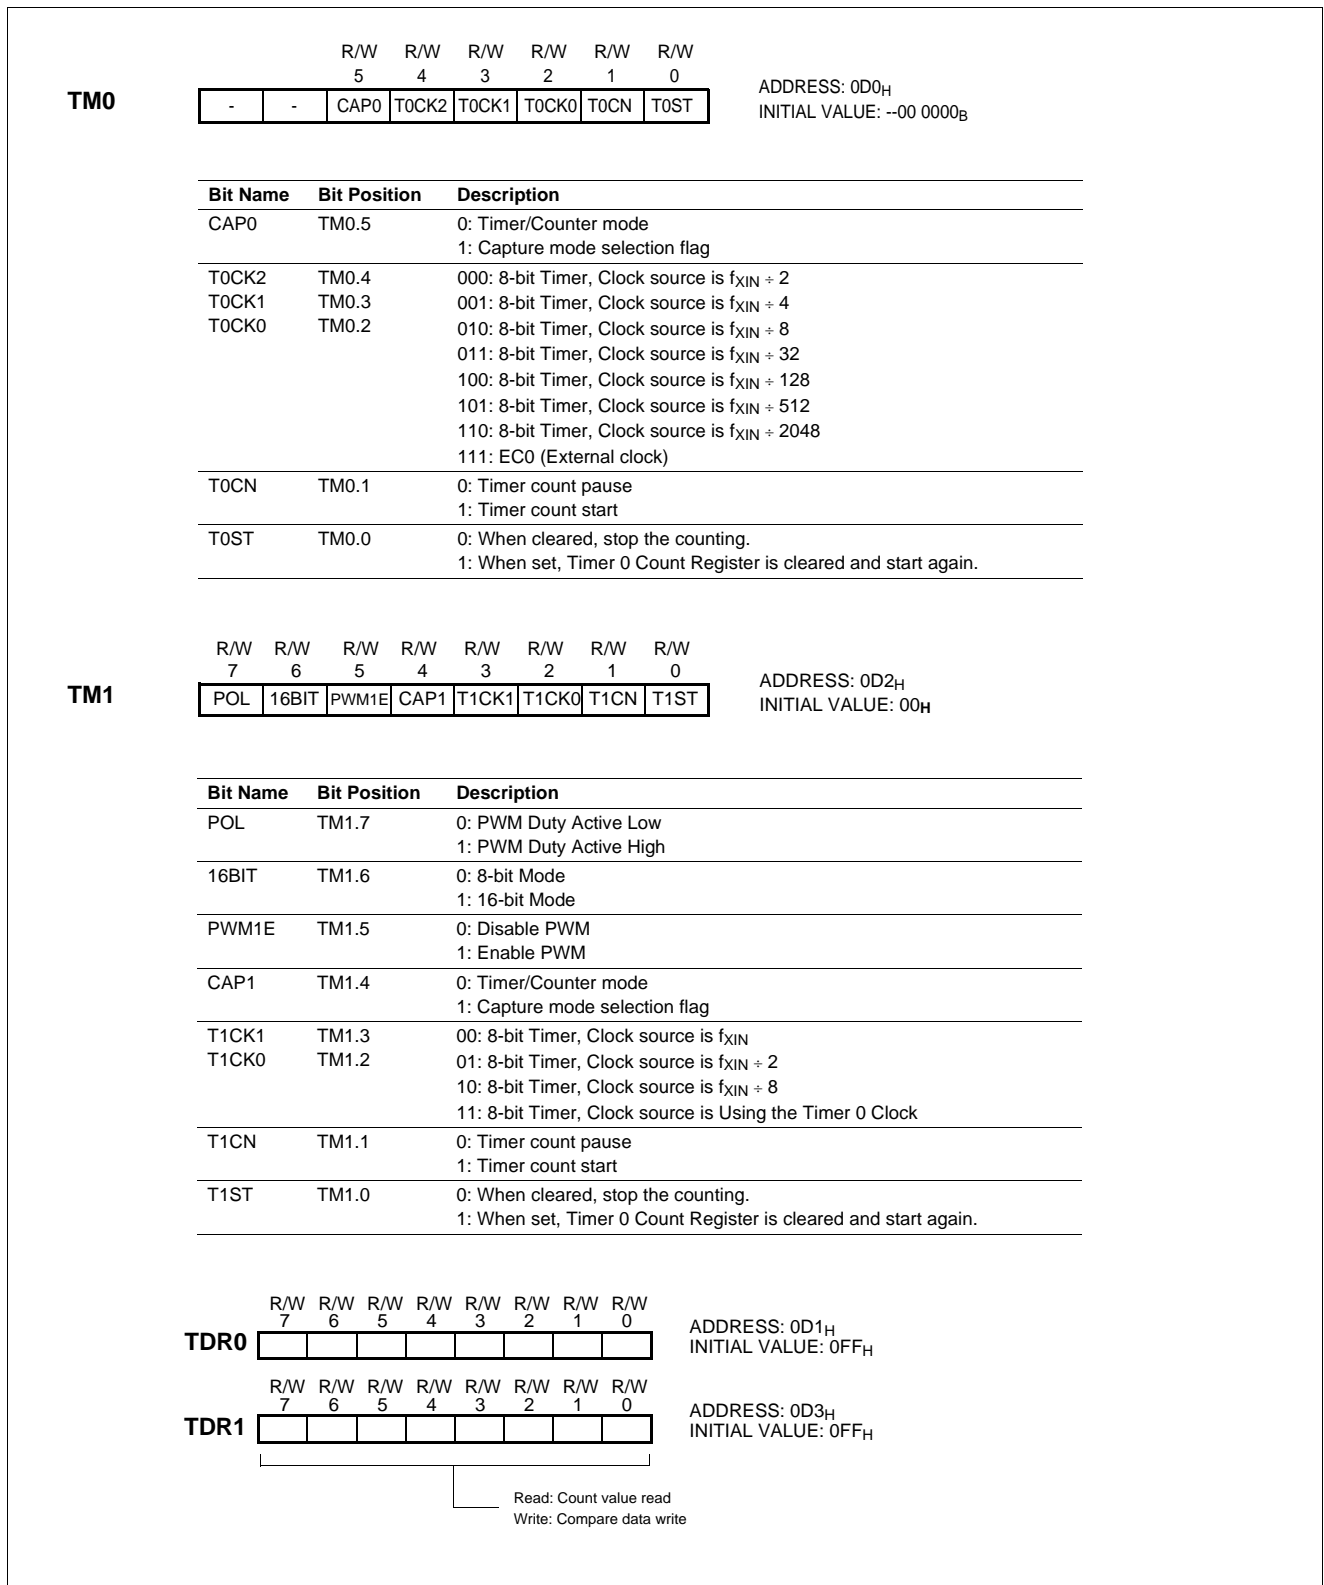 R/W R/W R/W R/W R/W R/W
5 4 3 2 1 0
TM0 - - CAP0 T0CK2 T0CK1 T0CK0 T0CN T0ST
ADDRESS: 0D0H
INITIAL VALUE: --00 0000B
Bit Name Bit Position Description
CAP0 TM0.5 0: Timer/Counter mode
1: Capture mode selection flag
T0CK2 TM0.4 000: 8-bit Timer, Clock source is fXIN ÷ 2
T0CK1 TM0.3 001: 8-bit Timer, Clock source is fXIN ÷ 4
T0CK0 TM0.2 010: 8-bit Timer, Clock source is fXIN ÷ 8
011: 8-bit Timer, Clock source is fXIN ÷ 32
100: 8-bit Timer, Clock source is fXIN ÷ 128
101: 8-bit Timer, Clock source is fXIN ÷ 512
110: 8-bit Timer, Clock source is fXIN ÷ 2048
111: EC0 (External clock)
T0CN TM0.1 0: Timer count pause
1: Timer count start
T0ST TM0.0 0: When cleared, stop the counting.
1: When set, Timer 0 Count Register is cleared and start again.
R/W R/W R/W R/W R/W R/W R/W R/W
7 6 5 4 3 2 1 0
TM1 POL 16BIT PWM1E CAP1 T1CK1 T1CK0 T1CN T1ST
ADDRESS: 0D2H
INITIAL VALUE: 00H
Bit Name Bit Position Description
POL TM1.7 0: PWM Duty Active Low
1: PWM Duty Active High
16BIT TM1.6 0: 8-bit Mode
1: 16-bit Mode
PWM1E TM1.5 0: Disable PWM
1: Enable PWM
CAP1 TM1.4 0: Timer/Counter mode
1: Capture mode selection flag
T1CK1 TM1.3 00: 8-bit Timer, Clock source is fXIN
T1CK0 TM1.2 01: 8-bit Timer, Clock source is fXIN ÷ 2
10: 8-bit Timer, Clock source is fXIN ÷ 8
11: 8-bit Timer, Clock source is Using the Timer 0 Clock
T1CN TM1.1 0: Timer count pause
1: Timer count start
T1ST TM1.0 0: When cleared, stop the counting.
1: When set, Timer 0 Count Register is cleared and start again.
R/W R/W R/W R/W R/W R/W R/W R/W
7 6 5 4 3 2 1 0
TDR0
ADDRESS: 0D1H
INITIAL VALUE: 0FFH
R/W R/W R/W R/W R/W R/W R/W R/W
7 6 5 4 3 2 1 0
TDR1
ADDRESS: 0D3H
INITIAL VALUE: 0FFH
Read: Count value read
Write: Compare data write